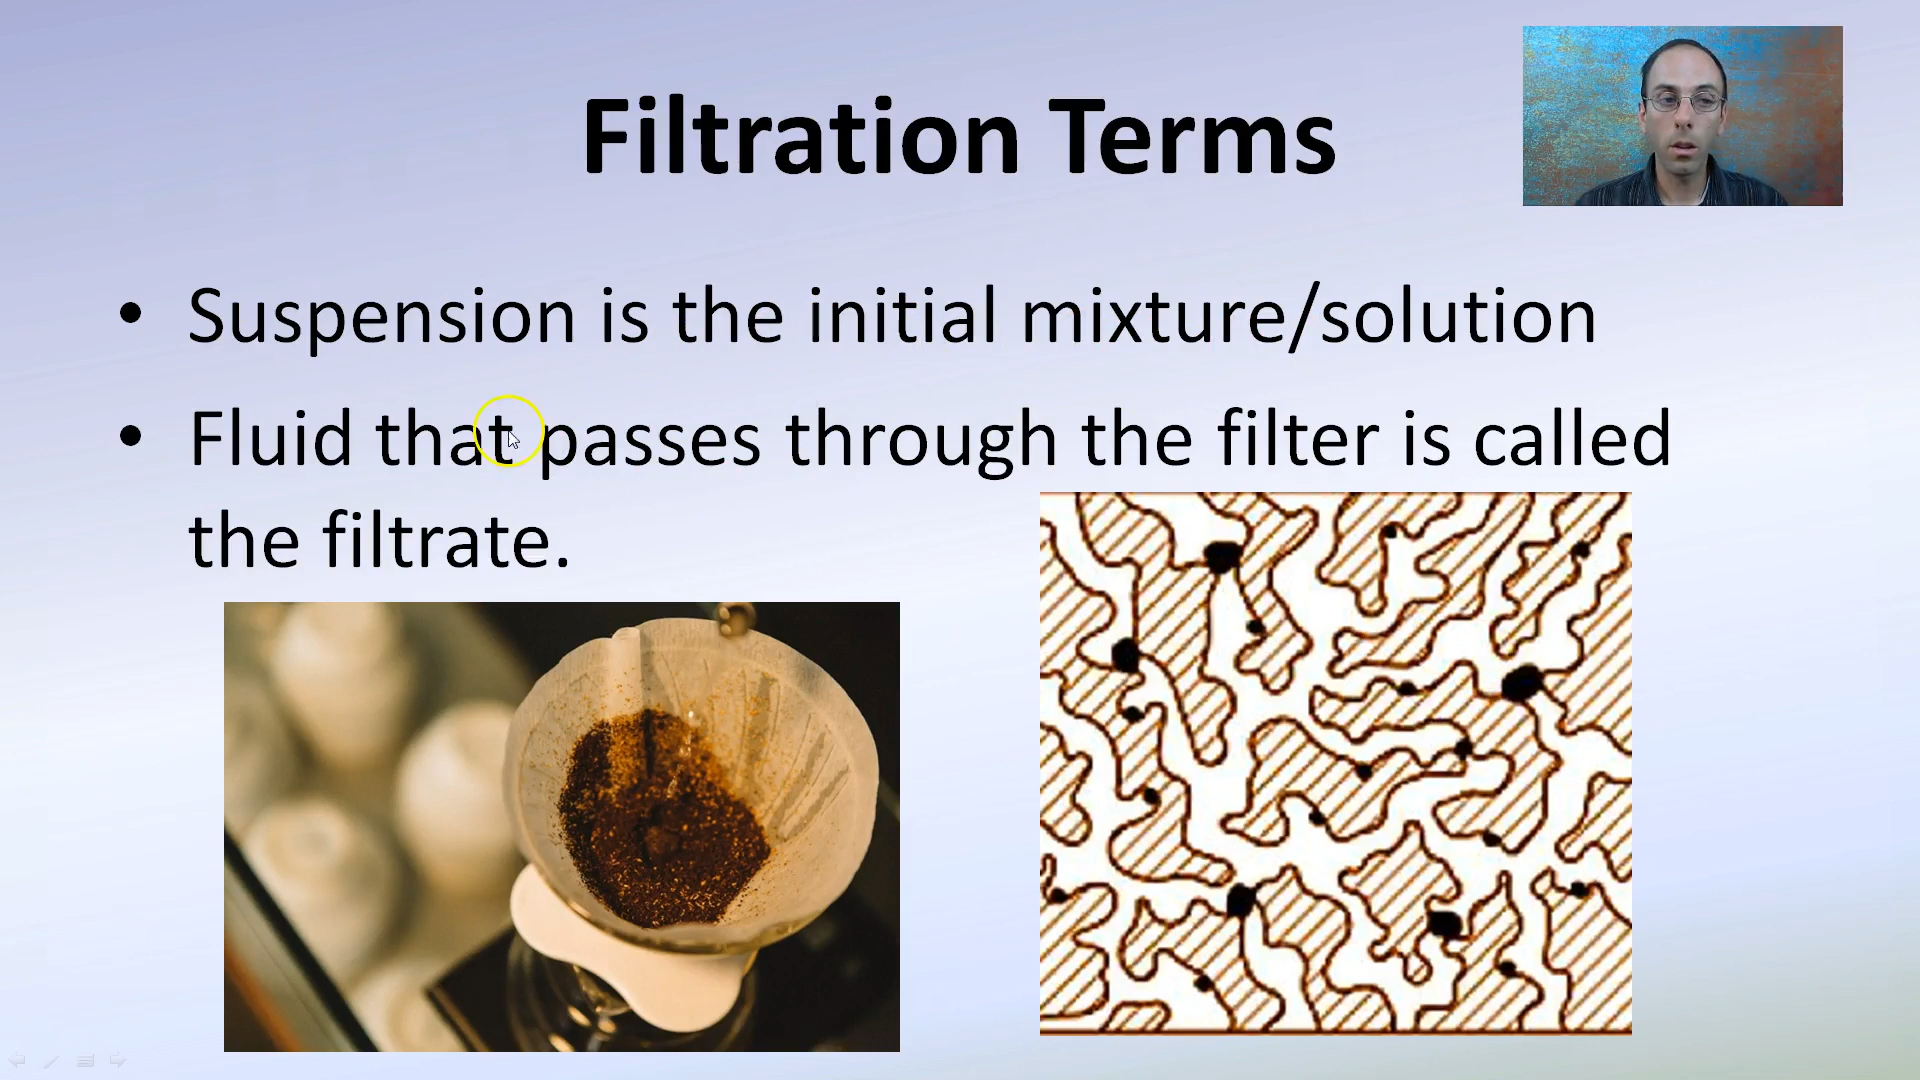 Filtration Terms
• Suspension is the initial mixture/solution
• Fluid that passes through the filter is called
the filtrate.